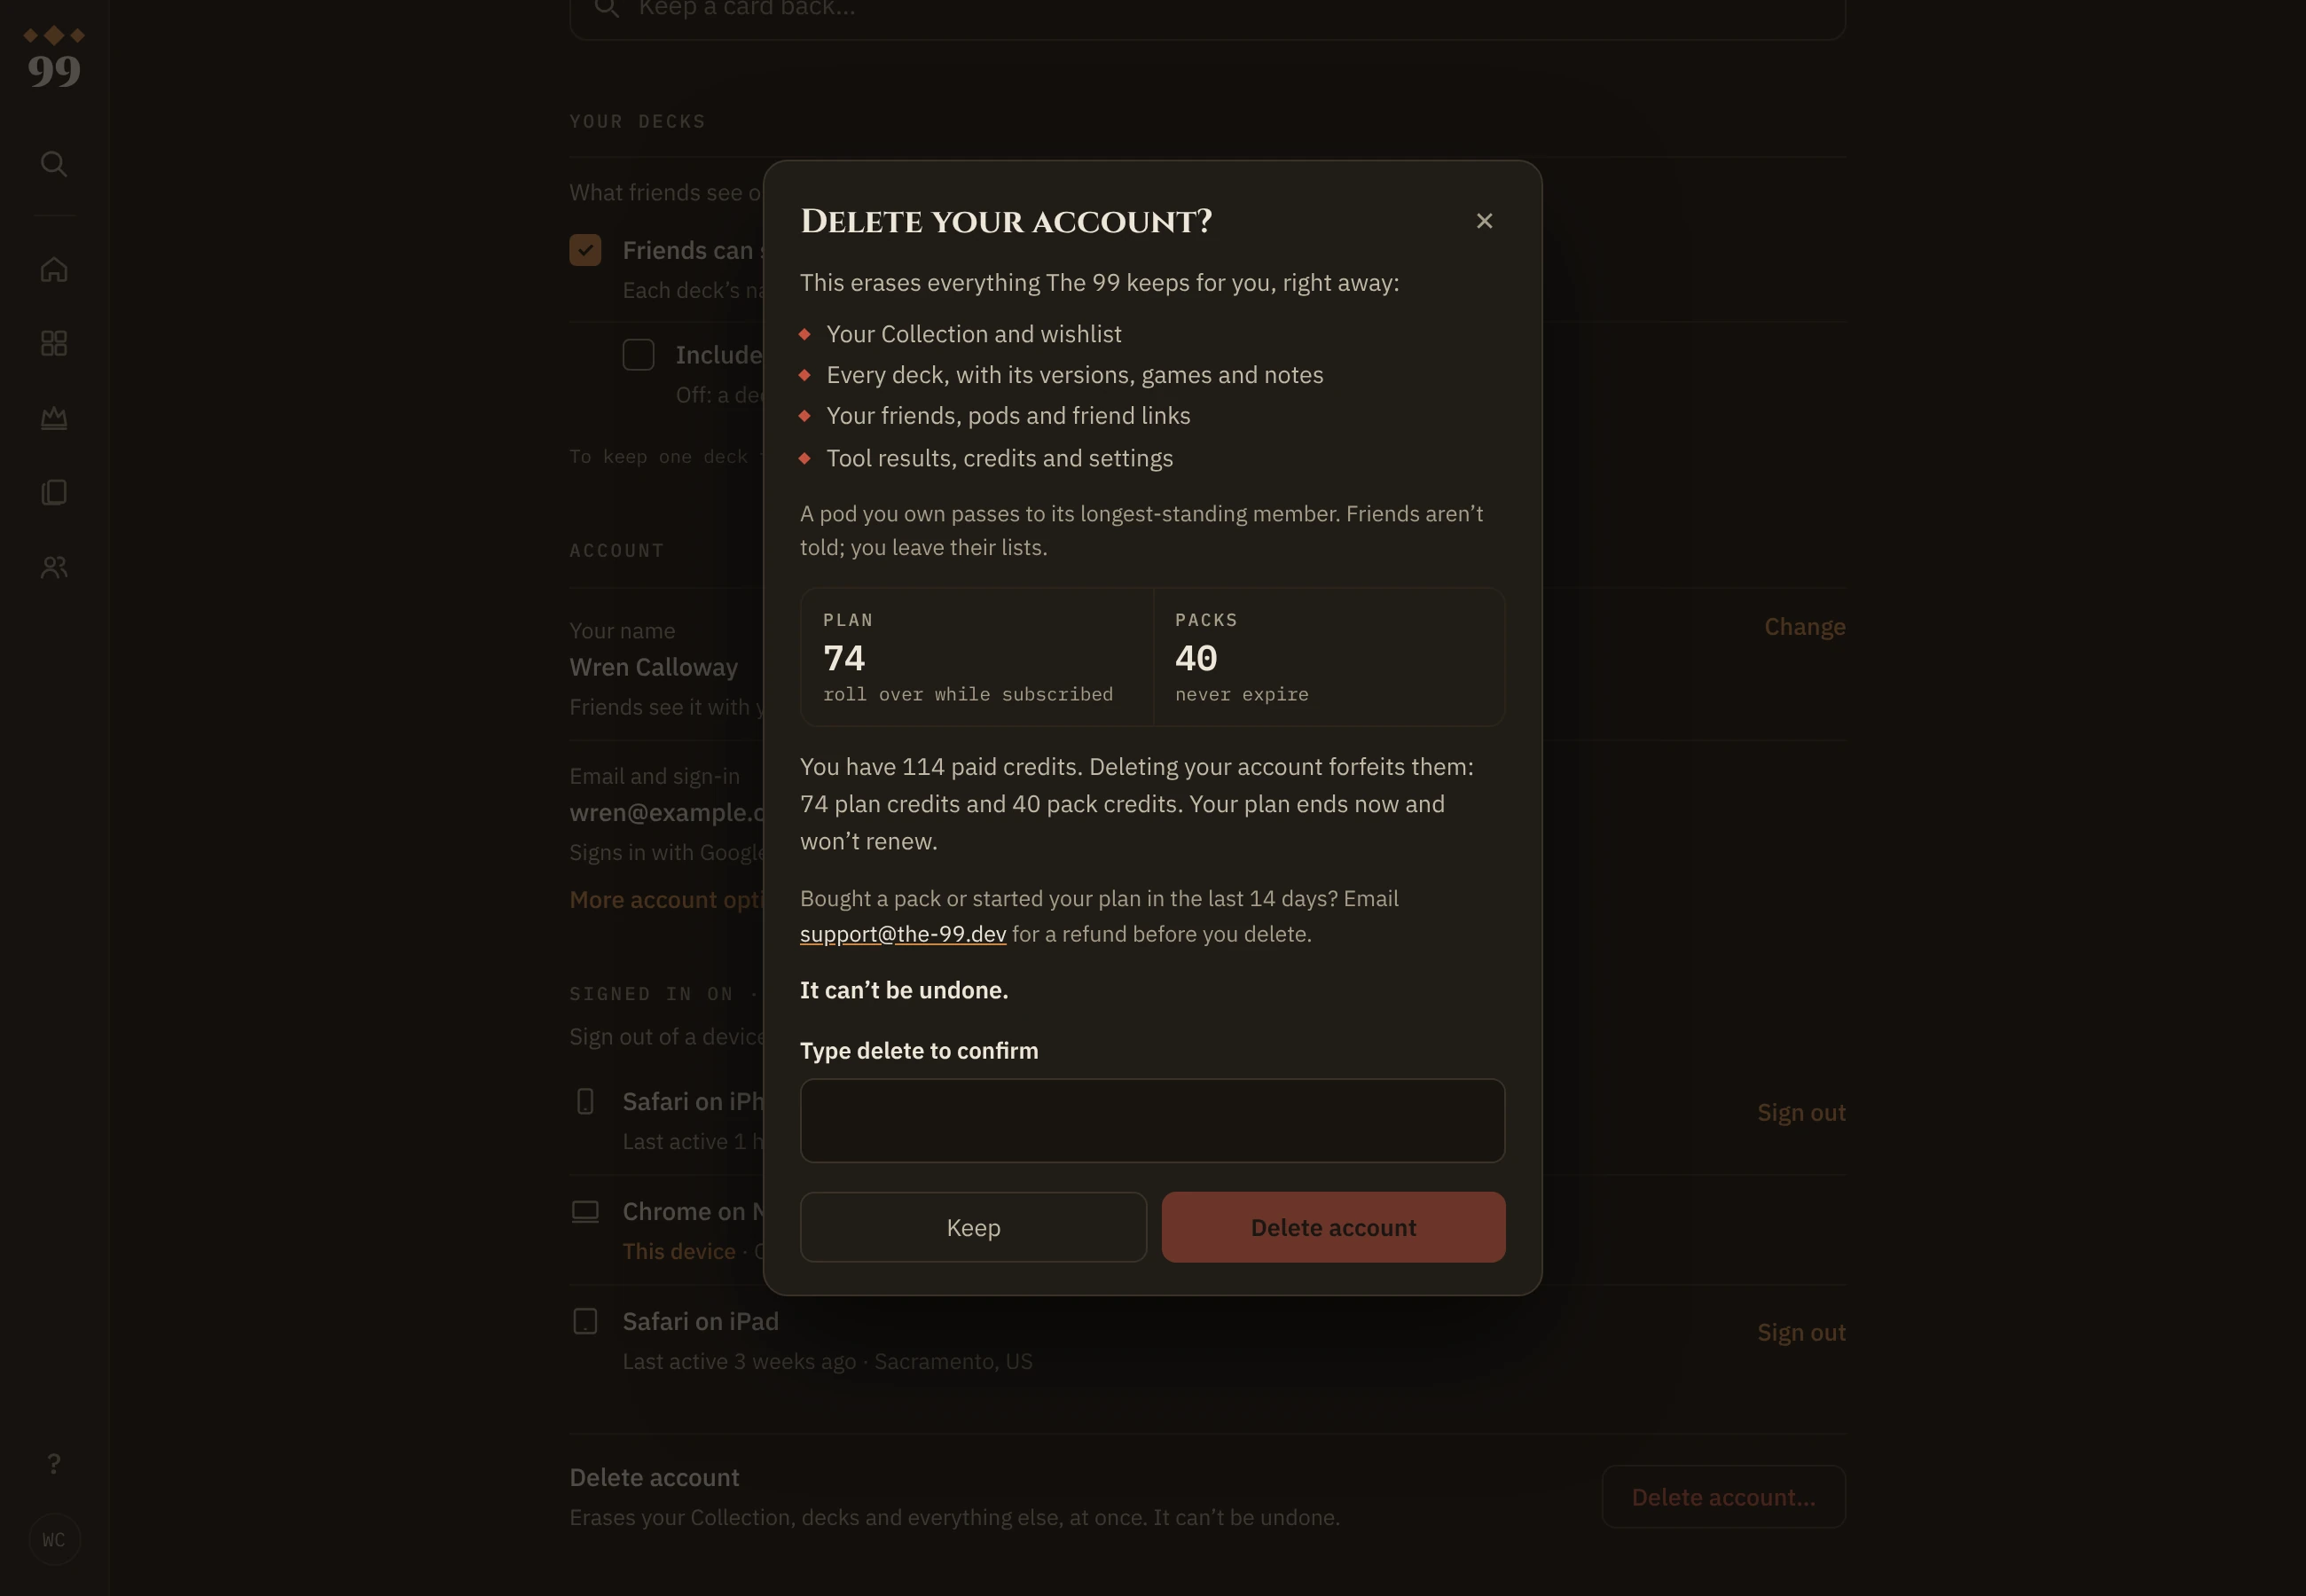 Keep a card back…
99
YOUR DECKS
What friends see o
Friends can s
Each deck’s na
Include
Off: a dec
To keep one deck
ACCOUNT
Your name
Wren Calloway
Friends see it with y
Change
Email and sign-in
wren@example.c
Signs in with Google
More account opti
SIGNED IN ON ·
Sign out of a device
Safari on iPh
Last active 1 h
Sign out
Chrome on M
This device ·
Safari on iPad
Last active 3 weeks ago · Sacramento, US
Sign out
Delete account
Erases your Collection, decks and everything else, at once. It can’t be undone.
Delete account…
?
WC
Delete your account?
×
This erases everything The 99 keeps for you, right away:
Your Collection and wishlist
Every deck, with its versions, games and notes
Your friends, pods and friend links
Tool results, credits and settings
A pod you own passes to its longest-standing member. Friends aren’t
told; you leave their lists.
PLAN
74
roll over while subscribed
PACKS
40
never expire
You have 114 paid credits. Deleting your account forfeits them:
74 plan credits and 40 pack credits. Your plan ends now and
won’t renew.
Bought a pack or started your plan in the last 14 days? Email
support@the-99.dev for a refund before you delete.
It can’t be undone.
Type delete to confirm
Keep
Delete account